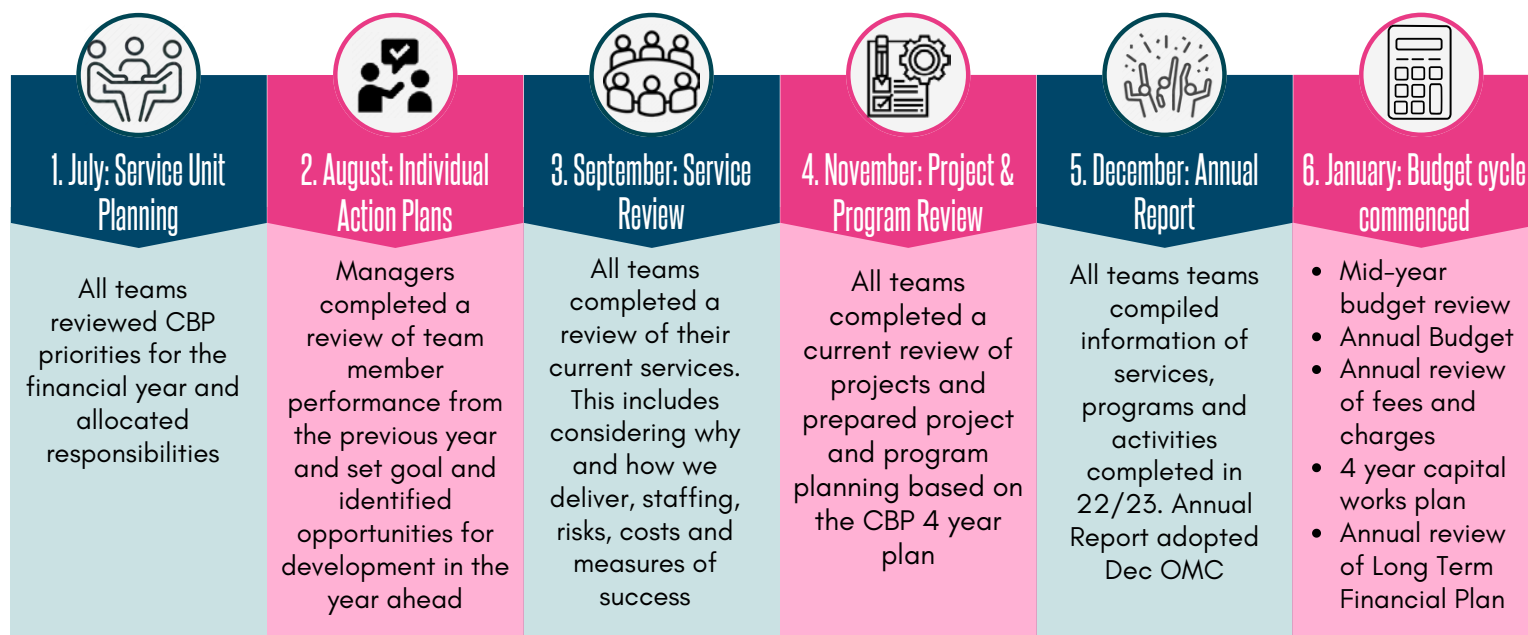 1. July: Service Unit
Planning
All teams
reviewed CBP
priorities for the
financial year and
allocated
responsibilities
2. August: Individual
Action Plans
Managers
completed a
review of team
member
performance from
the previous year
and set goal and
identified
opportunities for
development in the
year ahead
3. September: Service
Review
All teams
completed a
review of their
current services.
This includes
considering why
and how we
deliver, staffing,
risks, costs and
measures of
success
4. November: Project &
Program Review
All teams
completed a
current review of
projects and
prepared project
and program
planning based on
the CBP 4 year
plan
5. December: Annual
Report
All teams teams
compiled
information of
services,
programs and
activities
completed in
22/23. Annual
Report adopted
Dec OMC
6. January: Budget cycle
commenced
• Mid-year
budget review
• Annual Budget
• Annual review
of fees and
charges
• 4 year capital
works plan
• Annual review
of Long Term
Financial Plan